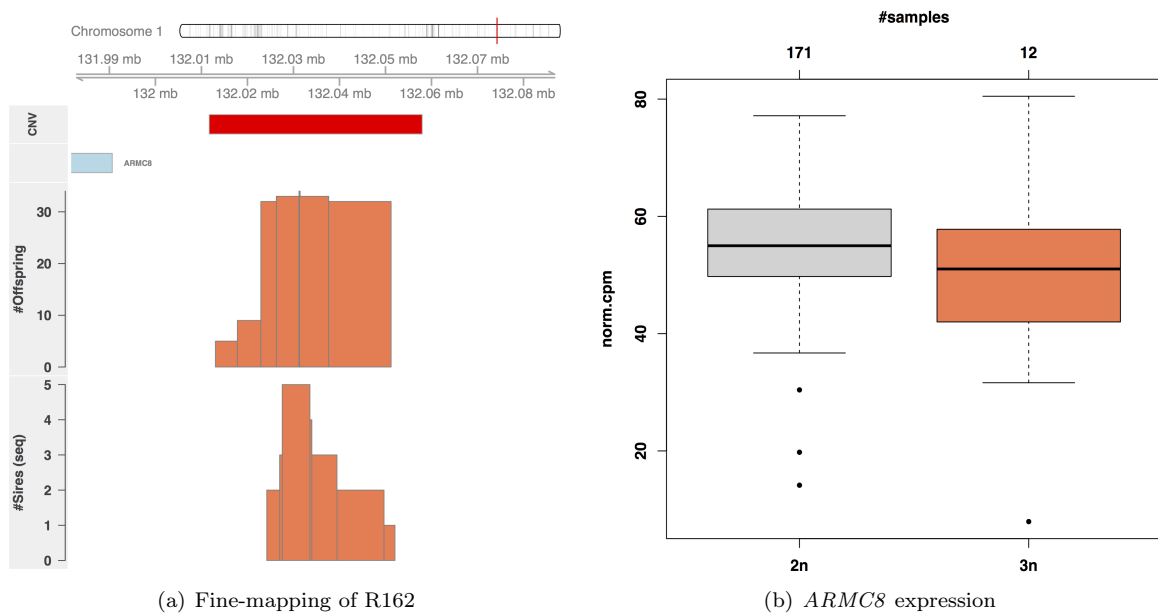 Chromosome 1
131.99 mb 132.01 mb 132.03 mb 132.05 mb 132.07 mb
132 mb 132.02 mb 132.04 mb 132.06 mb 132.08 mb
CNV
ARMC8
#Offspring
30
20
10
0
#Sires (seq)
5
4
3
2
1
0
(a) Fine-mapping of R162
#samples
171 12
norm.cpm
80
60
40
20
2n 3n
(b) ARMC8 expression